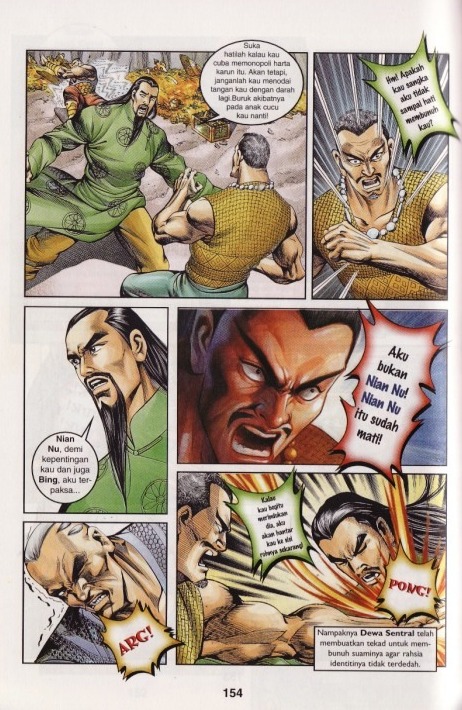 Suka
hatilah kalau kau
cuba memonopoli harta
karun itu. Akan tetapi,
janganlah kau menodai
tangan kau dengan darah
lagi.Buruk akibatnya
pada anak cucu
kau nanti!
Hm! Apakah
kau sangka
aku tidak
sampai hati
membunuh
kau?
Nian
Nu, demi
kepentingan
kau dan juga
Bing, aku ter-
paksa...
Aku
bukan
Nian Nu!
Nian Nu
itu sudah
mati!
ARG!
Kalau
kau begitu
merindukan
dia, aku
akan hantar
kau ke sisi
rohnya sekarang!
PONG!
Nampaknya Dewa Sentral telah
membuatkan tekad untuk mem-
bunuh suaminya agar rahsia
identitinya tidak terdedah.
154